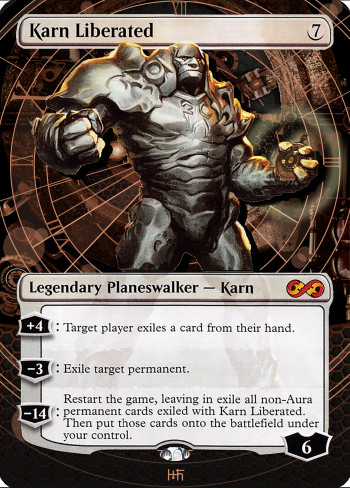 Karn Liberated 7
Legendary Planeswalker — Karn
+4: Target player exiles a card from their hand.
−3: Exile target permanent.
Restart the game, leaving in exile all non-Aura
−14: permanent cards exiled with Karn Liberated.
Then put those cards onto the battlefield under
your control.
6